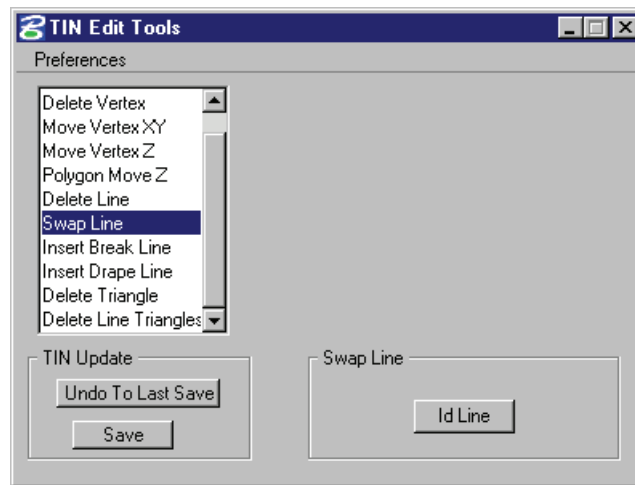 TIN Edit Tools
Preferences
Delete Vertex
Move Vertex XY
Move Vertex Z
Polygon Move Z
Delete Line
Swap Line
Insert Break Line
Insert Drape Line
Delete Triangle
Delete Line Triangles
TIN Update
Undo To Last Save
Save
Swap Line
Id Line